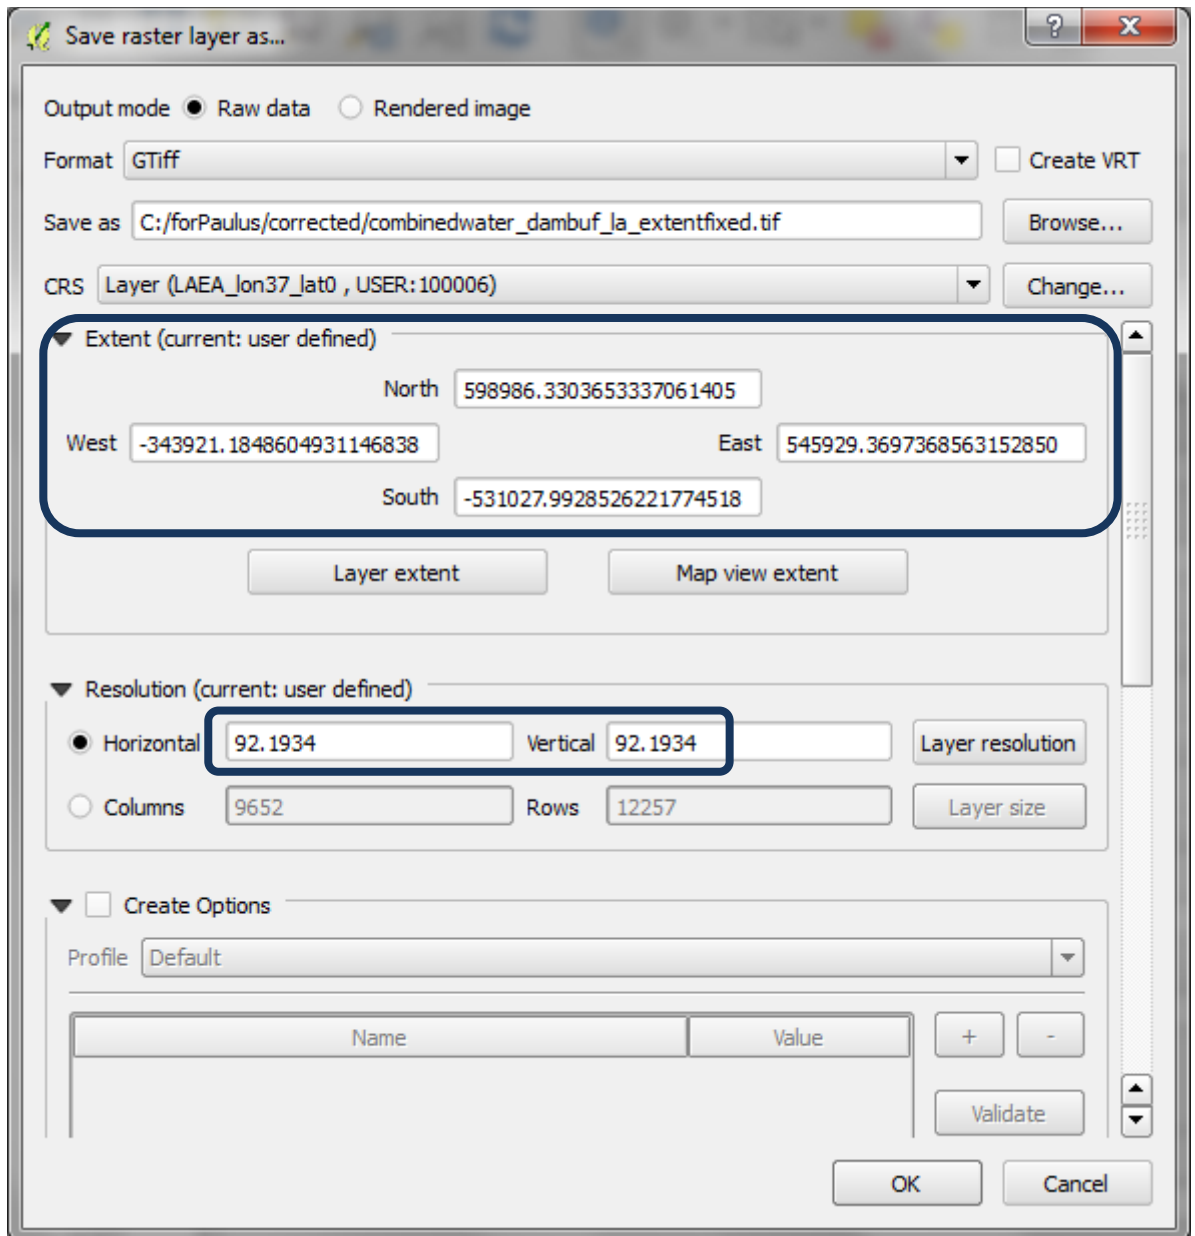 Save raster layer as...
?
X
Output mode Raw data Rendered image
Format GTiff Create VRT
Save as C:/forPaulus/corrected/combinedwater_dambuf_la_extentfixed.tif Browse...
CRS Layer (LAEA_lon37_lat0 , USER:100006) Change...
Extent (current: user defined)
North 598986.3303653337061405
West -343921.1848604931146838 East 545929.3697368563152850
South -531027.9928526221774518
Layer extent Map view extent
Resolution (current: user defined)
Horizontal 92.1934 Vertical 92.1934 Layer resolution
Columns 9652 Rows 12257 Layer size
Create Options
Profile Default
Name Value + -
Validate
OK Cancel